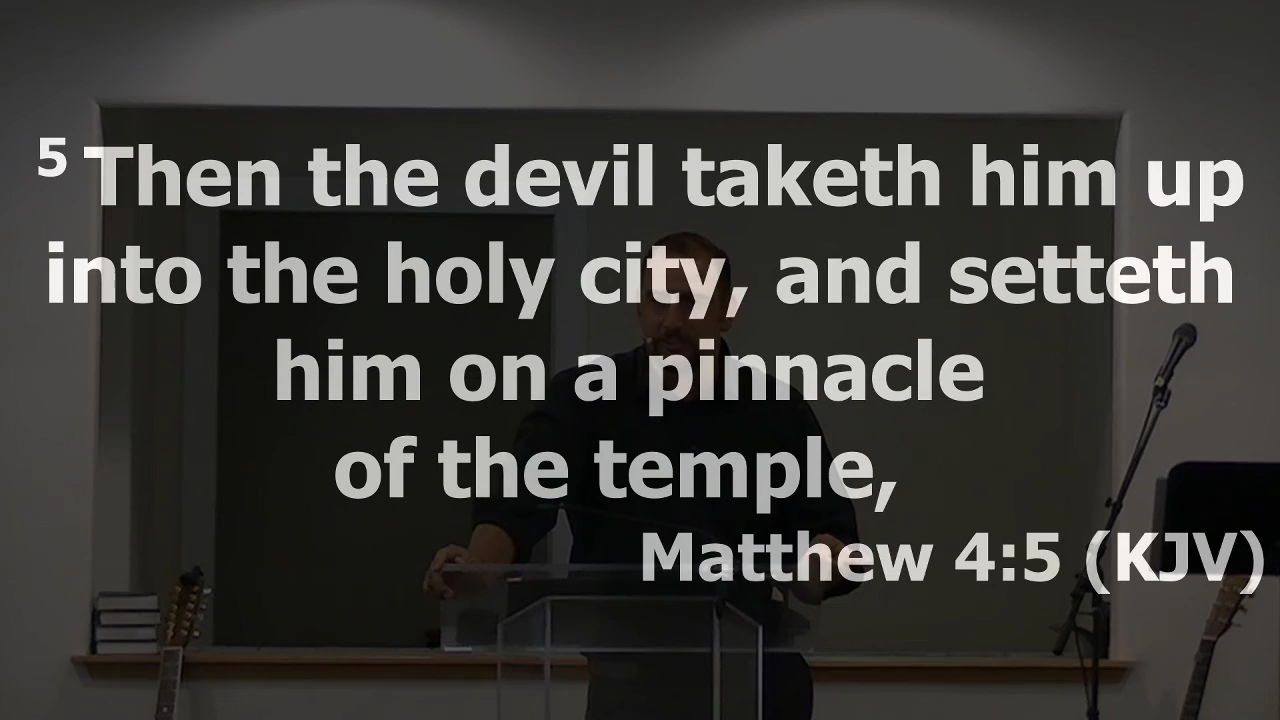 5 Then the devil taketh him up
into the holy city, and setteth
him on a pinnacle
of the temple,
Matthew 4:5 (KJV)